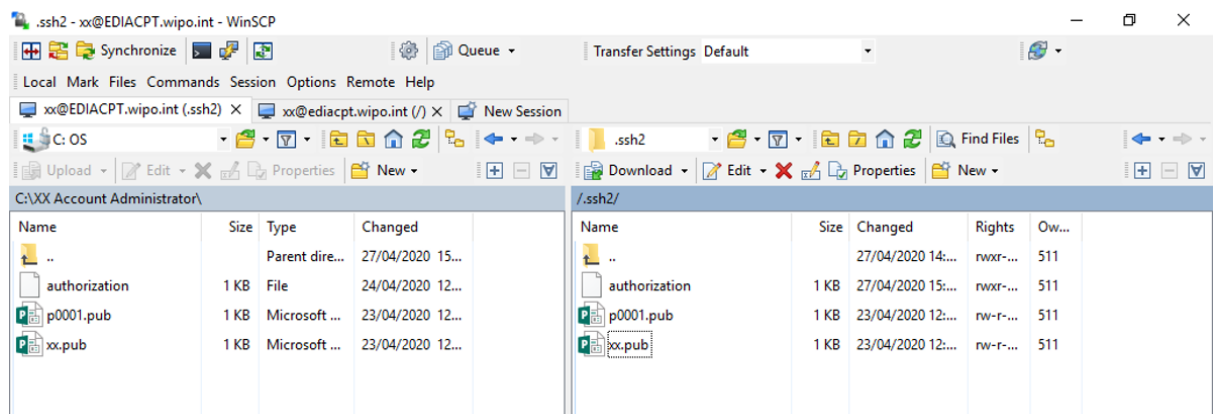 .ssh2 - xx@EDIACPT.wipo.int - WinSCP
Synchronize Queue Transfer Settings Default
Local Mark Files Commands Session Options Remote Help
xx@EDIACPT.wipo.int (.ssh2) xx@ediacpt.wipo.int (/) New Session
C: OS .ssh2 Find Files
Upload Edit Properties New Download Edit Properties New
C:\XX Account Administrator\ /.ssh2/
Name Size Type Changed Name Size Changed Rights Ow...
.. Parent dire... 27/04/2020 15... .. 27/04/2020 14:... rwxr-... 511
authorization 1 KB File 24/04/2020 12... authorization 1 KB 27/04/2020 15:... rwxr-... 511
p0001.pub 1 KB Microsoft ... 23/04/2020 12... p0001.pub 1 KB 23/04/2020 12:... rw-r-... 511
xx.pub 1 KB Microsoft ... 23/04/2020 12... xx.pub 1 KB 23/04/2020 12:... rw-r-... 511